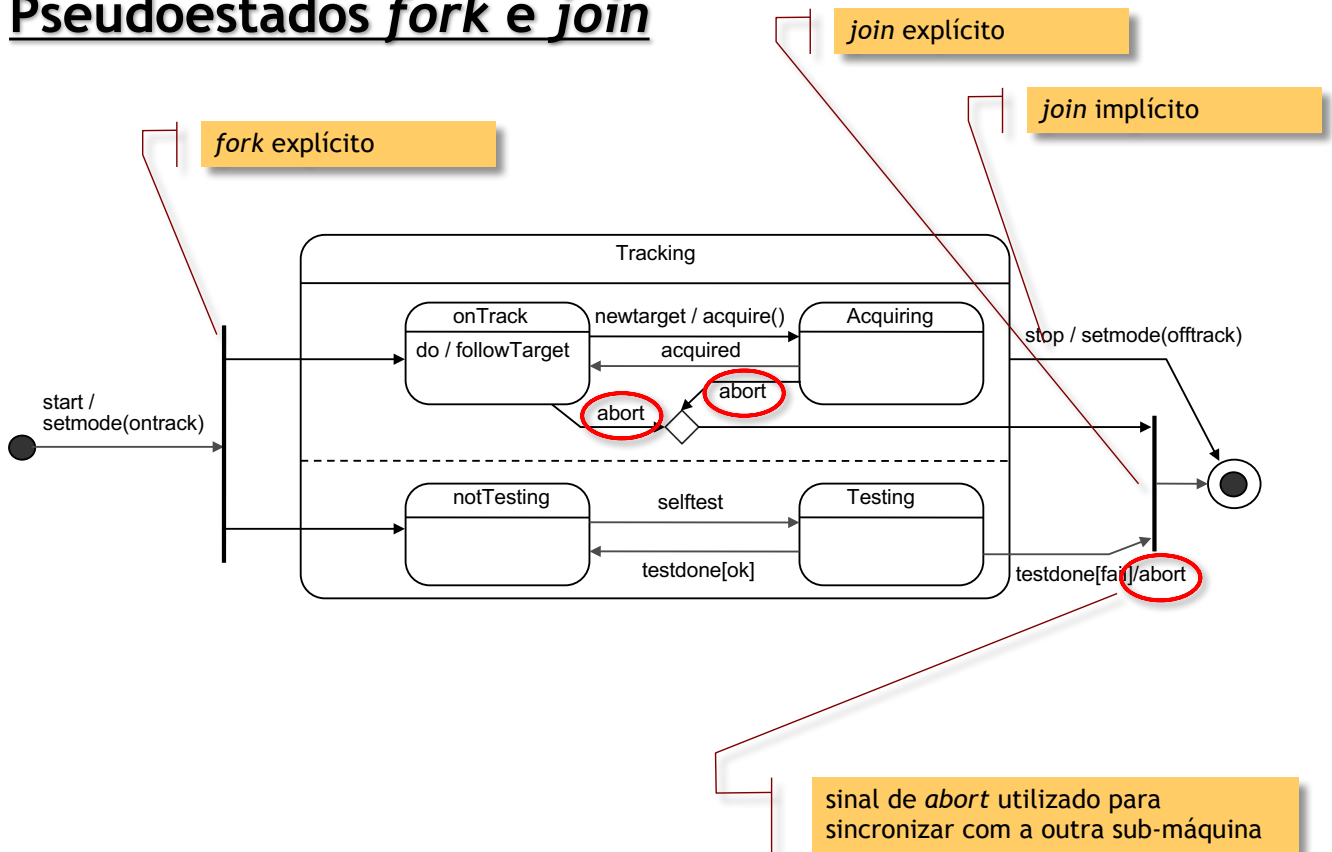 Pseudoestados fork e join
join explícito
join implícito
fork explícito
Tracking
onTrack
newtarget / acquire()
Acquiring
do / followTarget
acquired
stop / setmode(offtrack)
abort
abort
start /
setmode(ontrack)
notTesting
selftest
Testing
testdone[ok]
testdone[fail]/abort
sinal de abort utilizado para
sincronizar com a outra sub-máquina